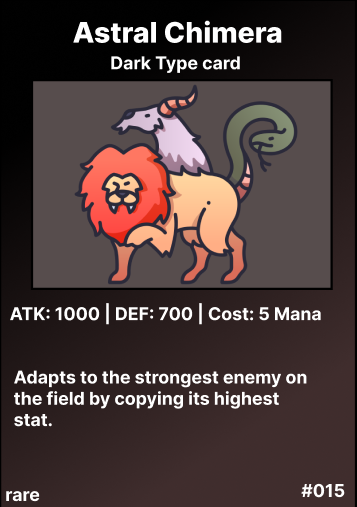 Astral Chimera
Dark Type card
ATK: 1000 | DEF: 700 | Cost: 5 Mana
Adapts to the strongest enemy on
the field by copying its highest
stat.
rare
#015